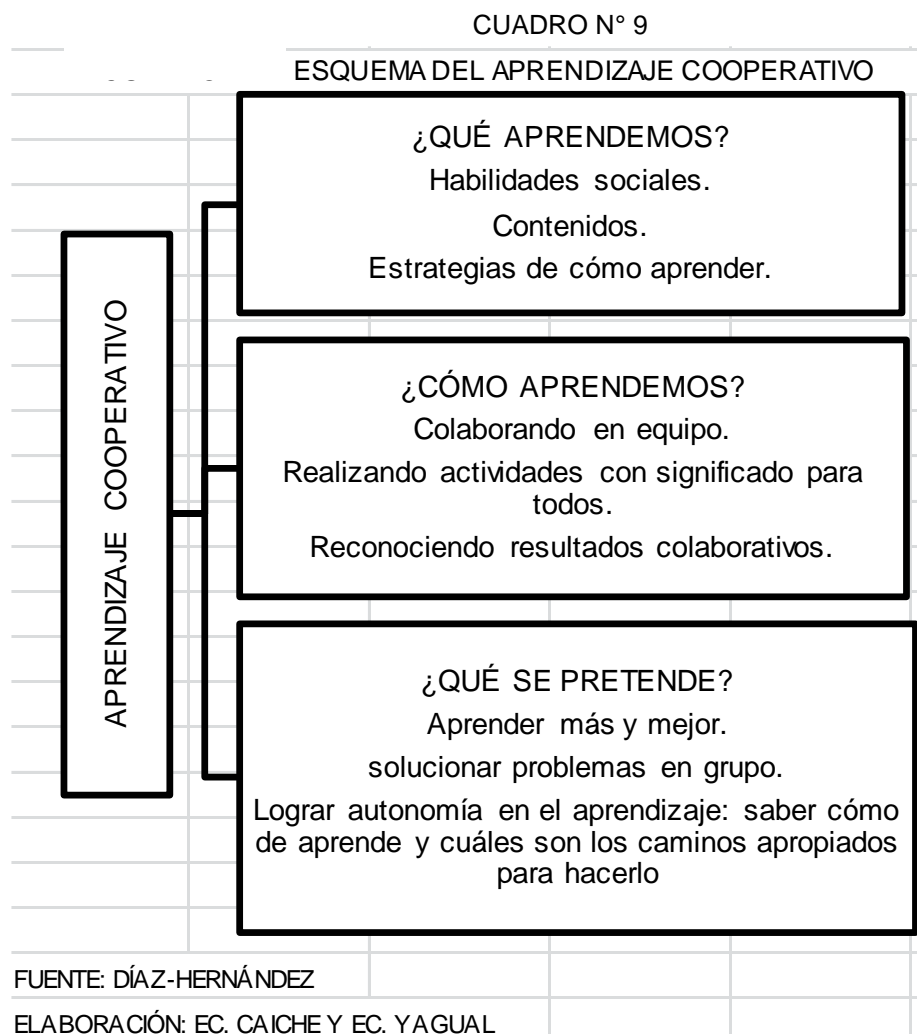 CUADRO N° 9
ESQUEMA DEL APRENDIZAJE COOPERATIVO
APRENDIZAJE COOPERATIVO
¿QUÉ APRENDEMOS?
Habilidades sociales.
Contenidos.
Estrategias de cómo aprender.
¿CÓMO APRENDEMOS?
Colaborando en equipo.
Realizando actividades con significado para
todos.
Reconociendo resultados colaborativos.
¿QUÉ SE PRETENDE?
Aprender más y mejor.
solucionar problemas en grupo.
Lograr autonomía en el aprendizaje: saber cómo
de aprende y cuáles son los caminos apropiados
para hacerlo
FUENTE: DÍAZ-HERNÁNDEZ
ELABORACIÓN: EC. CAICHE Y EC. YAGUAL